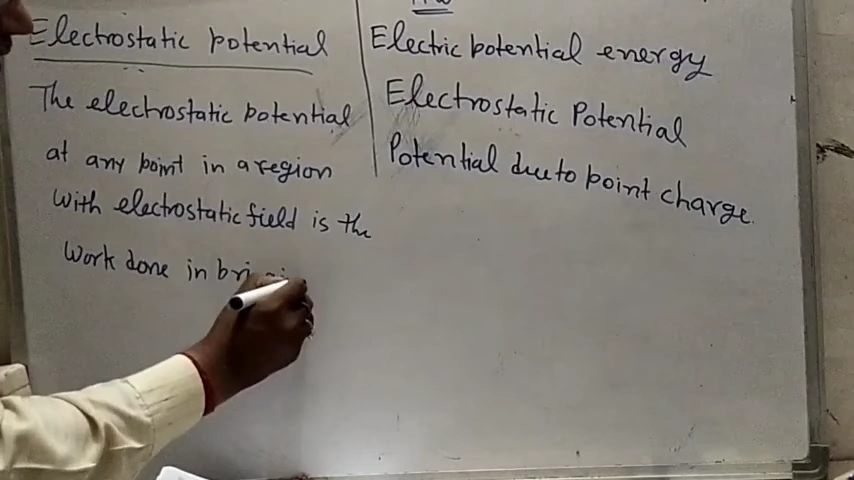 Electrostatic potential
The electrostatic potential
at any point in a region
with electrostatic field is the
Work done in
Electric potential energy
Electrostatic Potential
Potential due to point charge